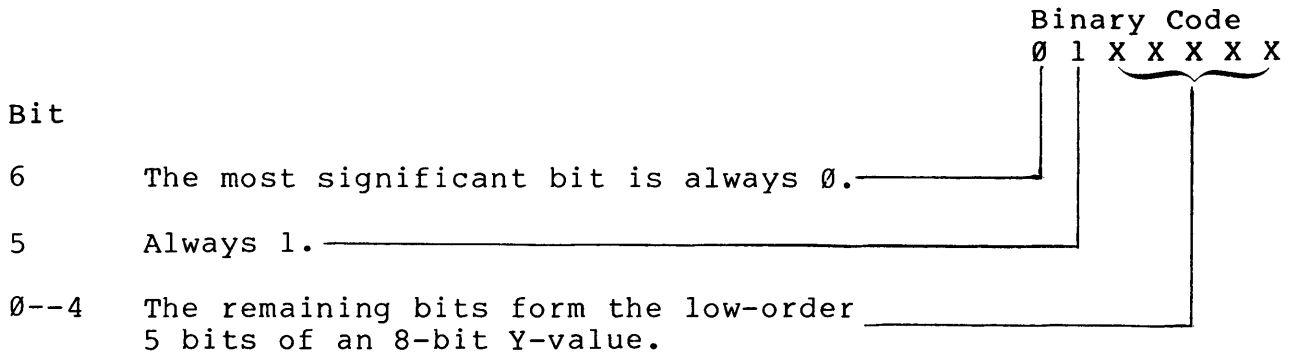 Binary Code
Ø 1 X X X X X
Bit
6 The most significant bit is always Ø.
5 Always 1.
Ø--4 The remaining bits form the low-order
5 bits of an 8-bit Y-value.